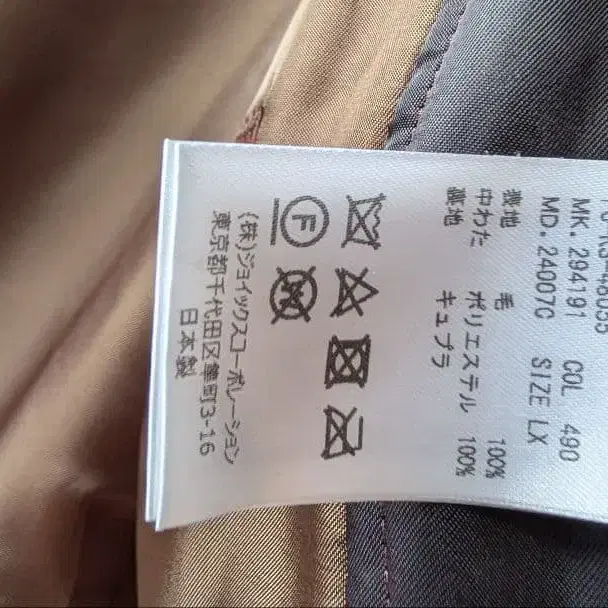 MK. 294191 COL 490
MD. 24007C SIZE LX
表地 毛 100%
中わた ポリエステル 100%
裏地 キュプラ
F
W
(株)ジョイックスコーポレーション
東京都千代田区隼町3-16
日本製